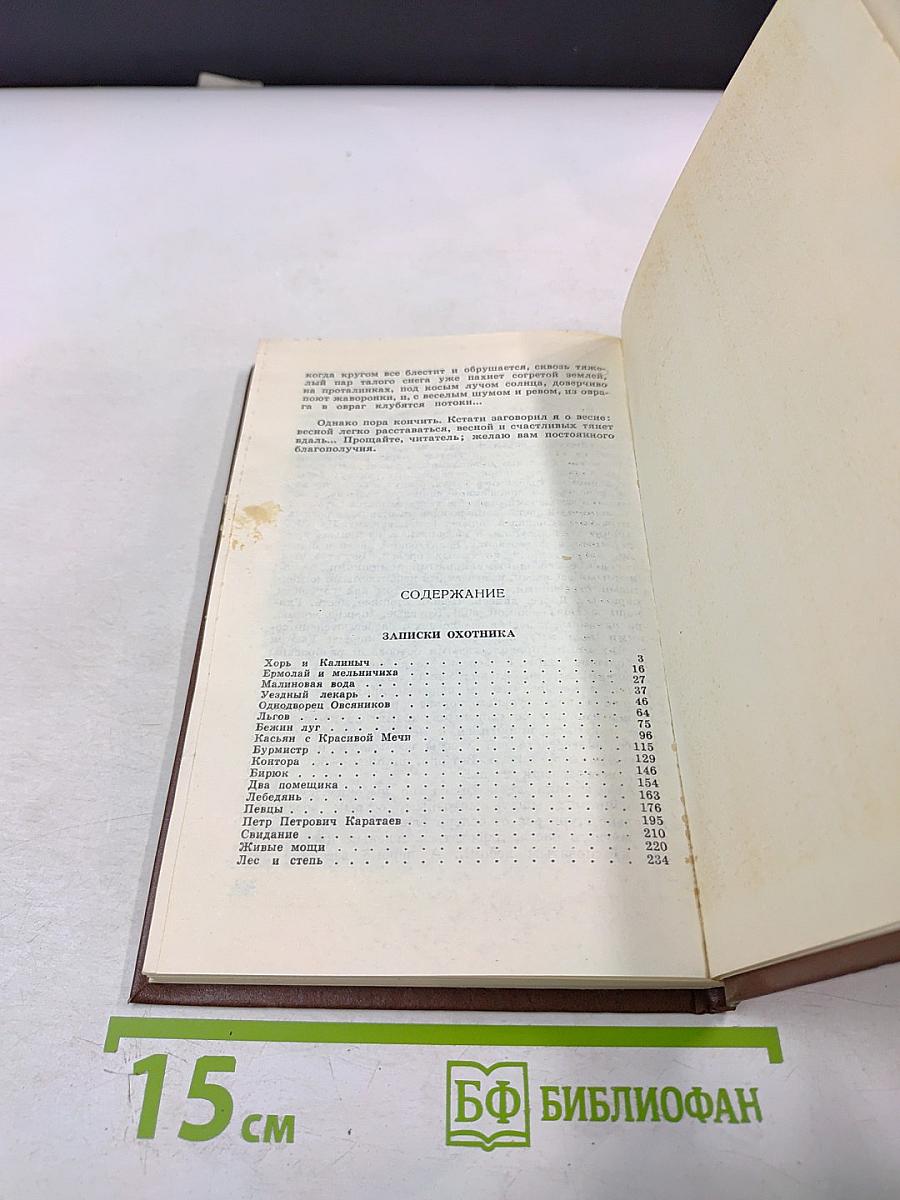 когда кругом все блестит и обрушается, сквозь тяже-
лый пар талого снега уже пахнет согретой землей,
на проталинках, под косым лучом солнца, доверчиво
поют жаворонки, и, с веселым шумом и ревом, из овра-
га в овраг клубятся потоки...
Однако пора кончить. Кстати заговорил я о весне:
весной легко расставаться, весной и счастливых тянет
вдаль... Прощайте, читатель; желаю вам постоянного
благополучия.
СОДЕРЖАНИЕ
ЗАПИСКИ ОХОТНИКА
Хорь и Калиныч . . . . . . . . . . . . . . . 3
Ермолай и мельничиха . . . . . . . . . . . . 16
Малиновая вода . . . . . . . . . . . . . . . 27
Уездный лекарь . . . . . . . . . . . . . . . 37
Однодворец Овсяников . . . . . . . . . . . . 46
Льгов . . . . . . . . . . . . . . . . . . 64
Бежин луг . . . . . . . . . . . . . . . . . 75
Касьян с Красивой Мечи . . . . . . . . . . . 96
Бурмистр . . . . . . . . . . . . . . . . . 115
Контора . . . . . . . . . . . . . . . . . 129
Бирюк . . . . . . . . . . . . . . . . . . 146
Два помещика . . . . . . . . . . . . . . . 154
Лебедянь . . . . . . . . . . . . . . . . . 163
Певцы . . . . . . . . . . . . . . . . . . 176
Петр Петрович Каратаев . . . . . . . . . . . 195
Свидание . . . . . . . . . . . . . . . . . 210
Живые мощи . . . . . . . . . . . . . . . . 220
Лес и степь . . . . . . . . . . . . . . . . 234
15 см
БФ БИБЛИОФАН